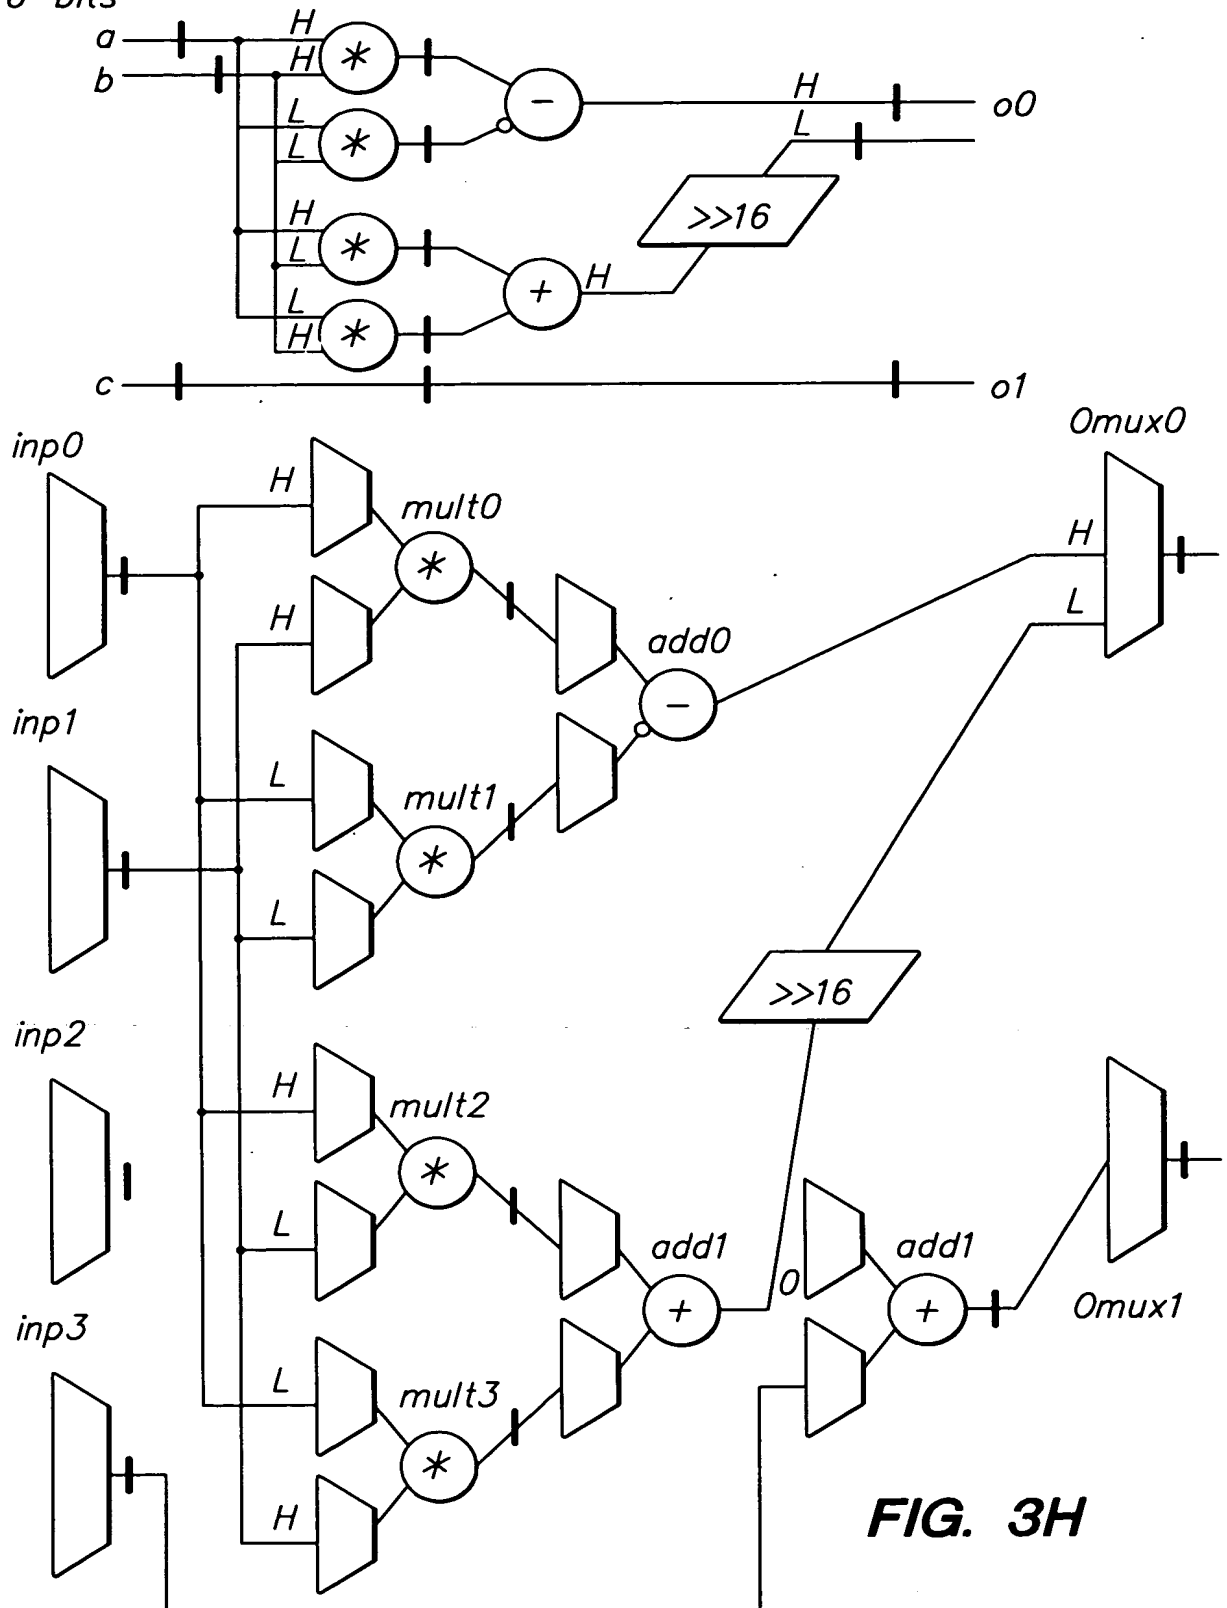 bits
a
H
H
*
b
-
H
o0
L
L
L
*
>>16
H
L
*
+
H
L
H
*
c
o1
inp0
Omux0
H
mult0
*
H
H
L
add0
-
inp1
L
mult1
*
L
>>16
inp2
H
mult2
*
L
add1
+
0
add1
+
Omux1
inp3
L
mult3
*
H
FIG. 3H